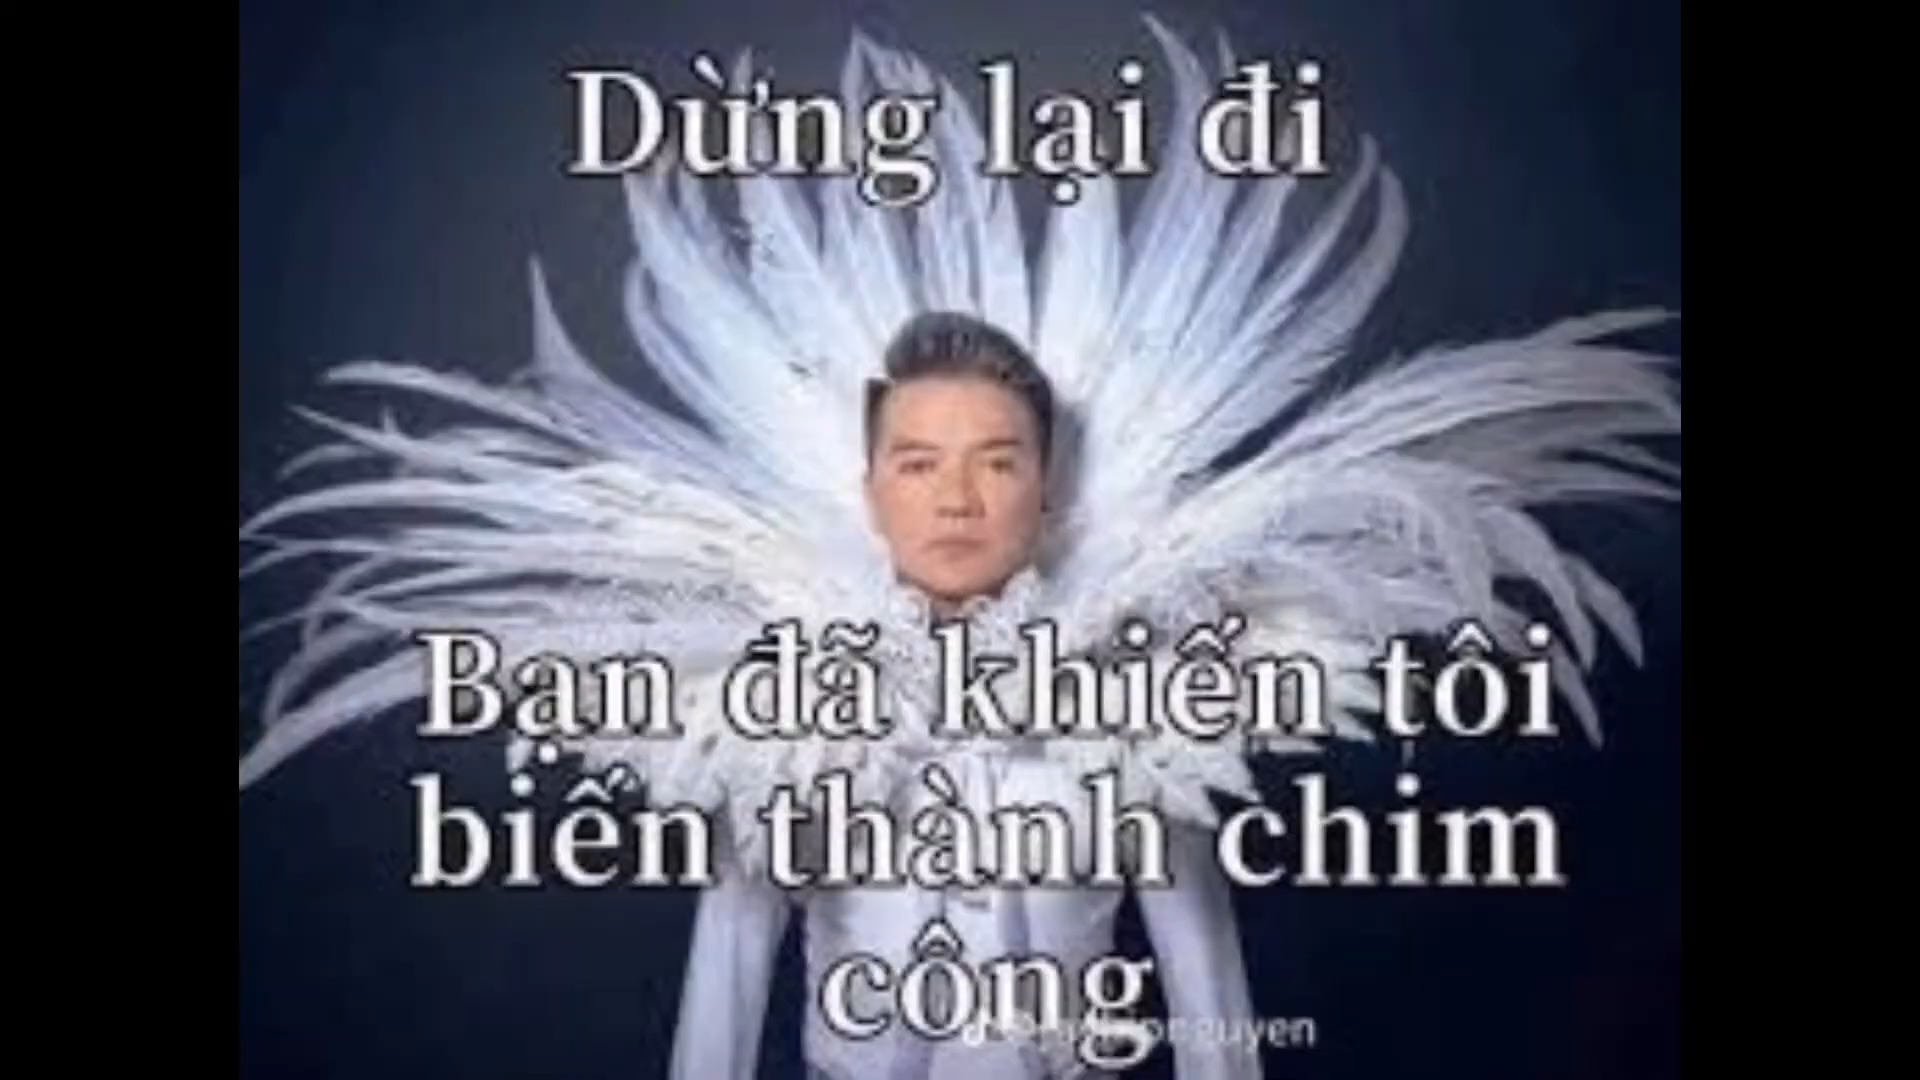 Dừng lại đi
Bạn đã khiến tôi
biến thành chim
công